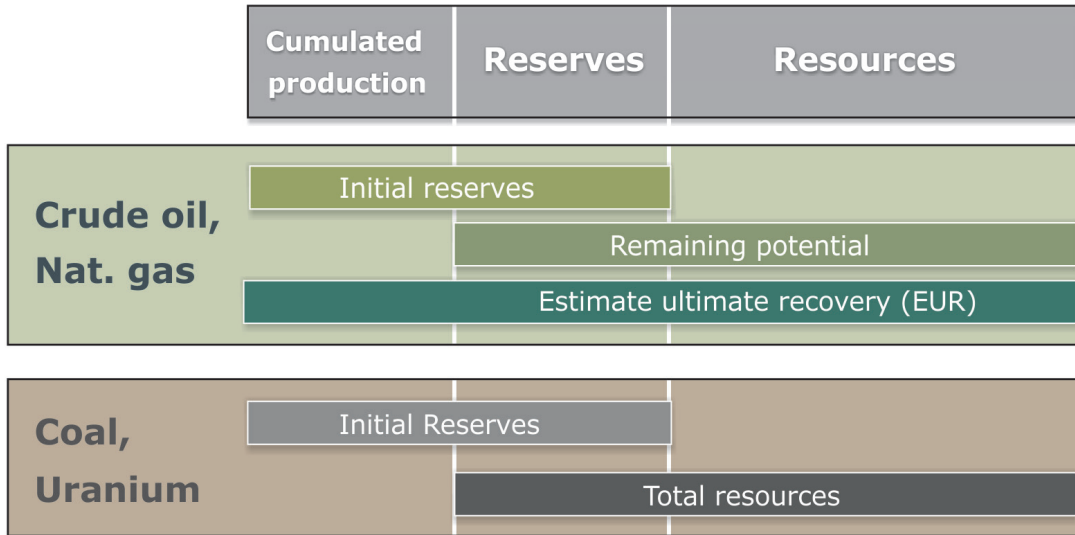 Cumulated
production
Reserves
Resources
Crude oil,
Nat. gas
Initial reserves
Remaining potential
Estimate ultimate recovery (EUR)
Coal,
Uranium
Initial Reserves
Total resources